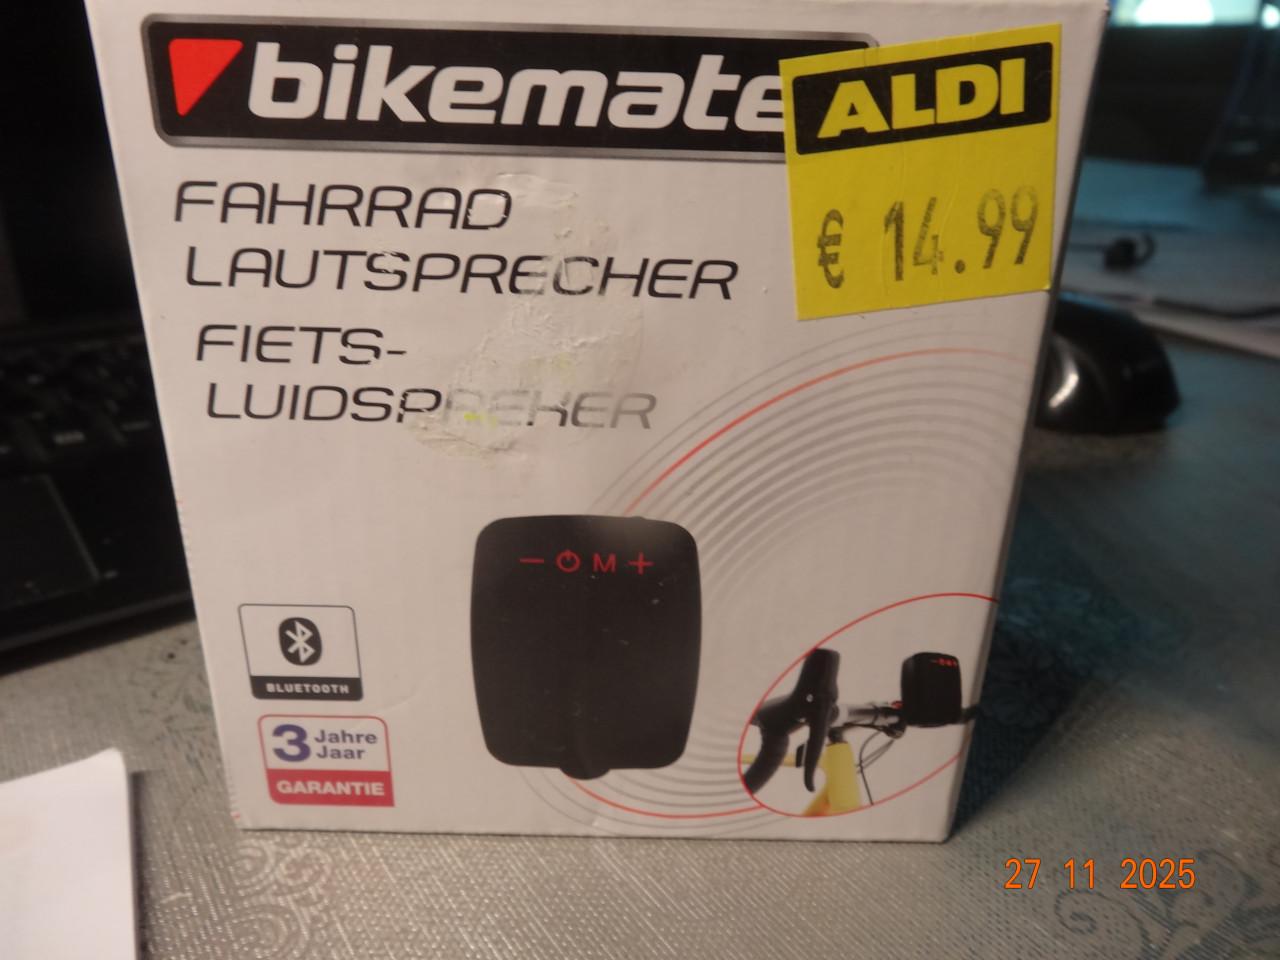 bikemate
ALDI
€ 14.99
FAHRRAD
LAUTSPRECHER
FIETS-
LUIDSPREKER
M
BLUETOOTH
3 Jahre
Jaar
GARANTIE
27 11 2025